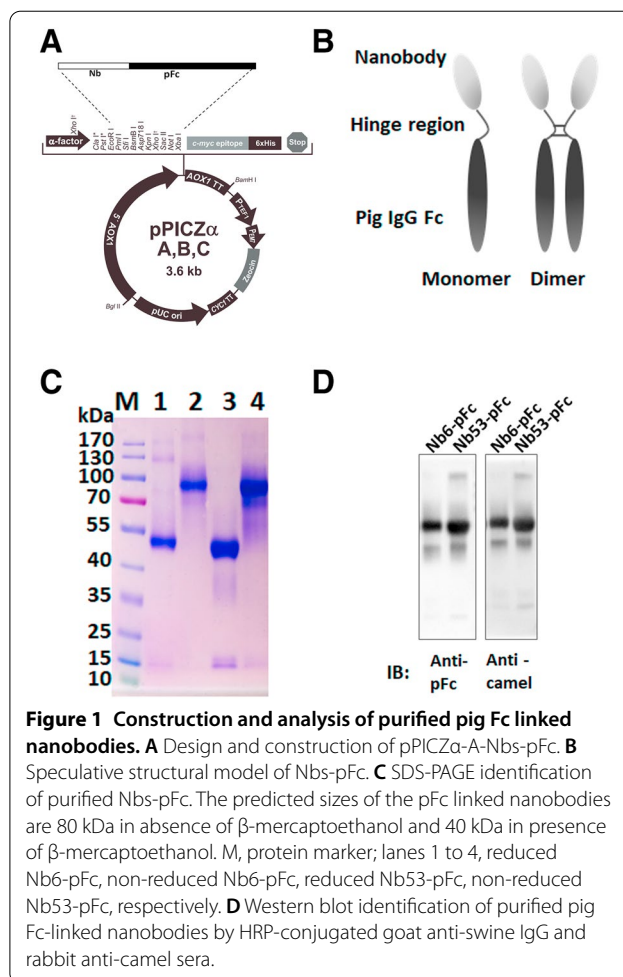 A
Nb pFc
Xho I*
Cla I*
Pst I*
EcoR I
Pml I
Sfi I
BsmB I
Asp718 I
Kpn I
Xho I*
Sac II
Not I
Xba I
α-factor
c-myc epitope
6xHis
Stop
5´ AOX1
AOX1 TT
BamH I
PTEF1
PEM7
Zeocin
CYC1 TT
pUC ori
Bgl II
pPICZα
A,B,C
3.6 kb
B
Nanobody
Hinge region
Pig IgG Fc
Monomer Dimer
C
M 1 2 3 4
kDa
170
130
100
70
55
40
35
25
15
10
D
Nb6-pFc
Nb53-pFc
Nb6-pFc
Nb53-pFc
IB: Anti- Anti -
pFc camel
Figure 1 Construction and analysis of purified pig Fc linked
nanobodies. A Design and construction of pPICZα-A-Nbs-pFc. B
Speculative structural model of Nbs-pFc. C SDS-PAGE identification
of purified Nbs-pFc. The predicted sizes of the pFc linked nanobodies
are 80 kDa in absence of β-mercaptoethanol and 40 kDa in presence
of β-mercaptoethanol. M, protein marker; lanes 1 to 4, reduced
Nb6-pFc, non-reduced Nb6-pFc, reduced Nb53-pFc, non-reduced
Nb53-pFc, respectively. D Western blot identification of purified pig
Fc-linked nanobodies by HRP-conjugated goat anti-swine IgG and
rabbit anti-camel sera.